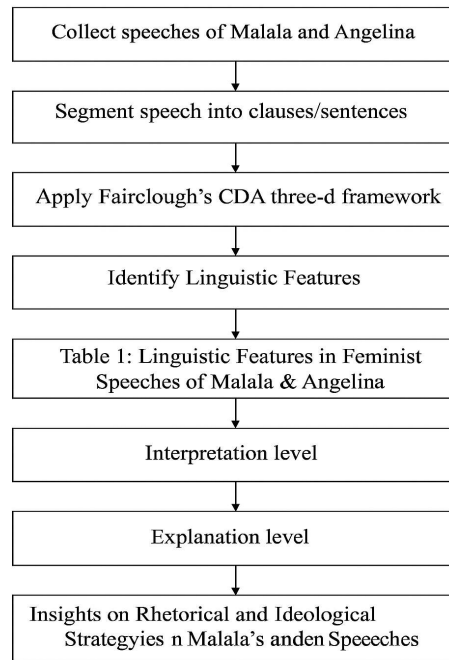 Collect speeches of Malala and Angelina
Segment speech into clauses/sentences
Apply Fairclough’s CDA three-d framework
Identify Linguistic Features
Table 1: Linguistic Features in Feminist
Speeches of Malala & Angelina
Interpretation level
Explanation level
Insights on Rhetorical and Ideological
Strategyies n Malala’s anden Speeeches